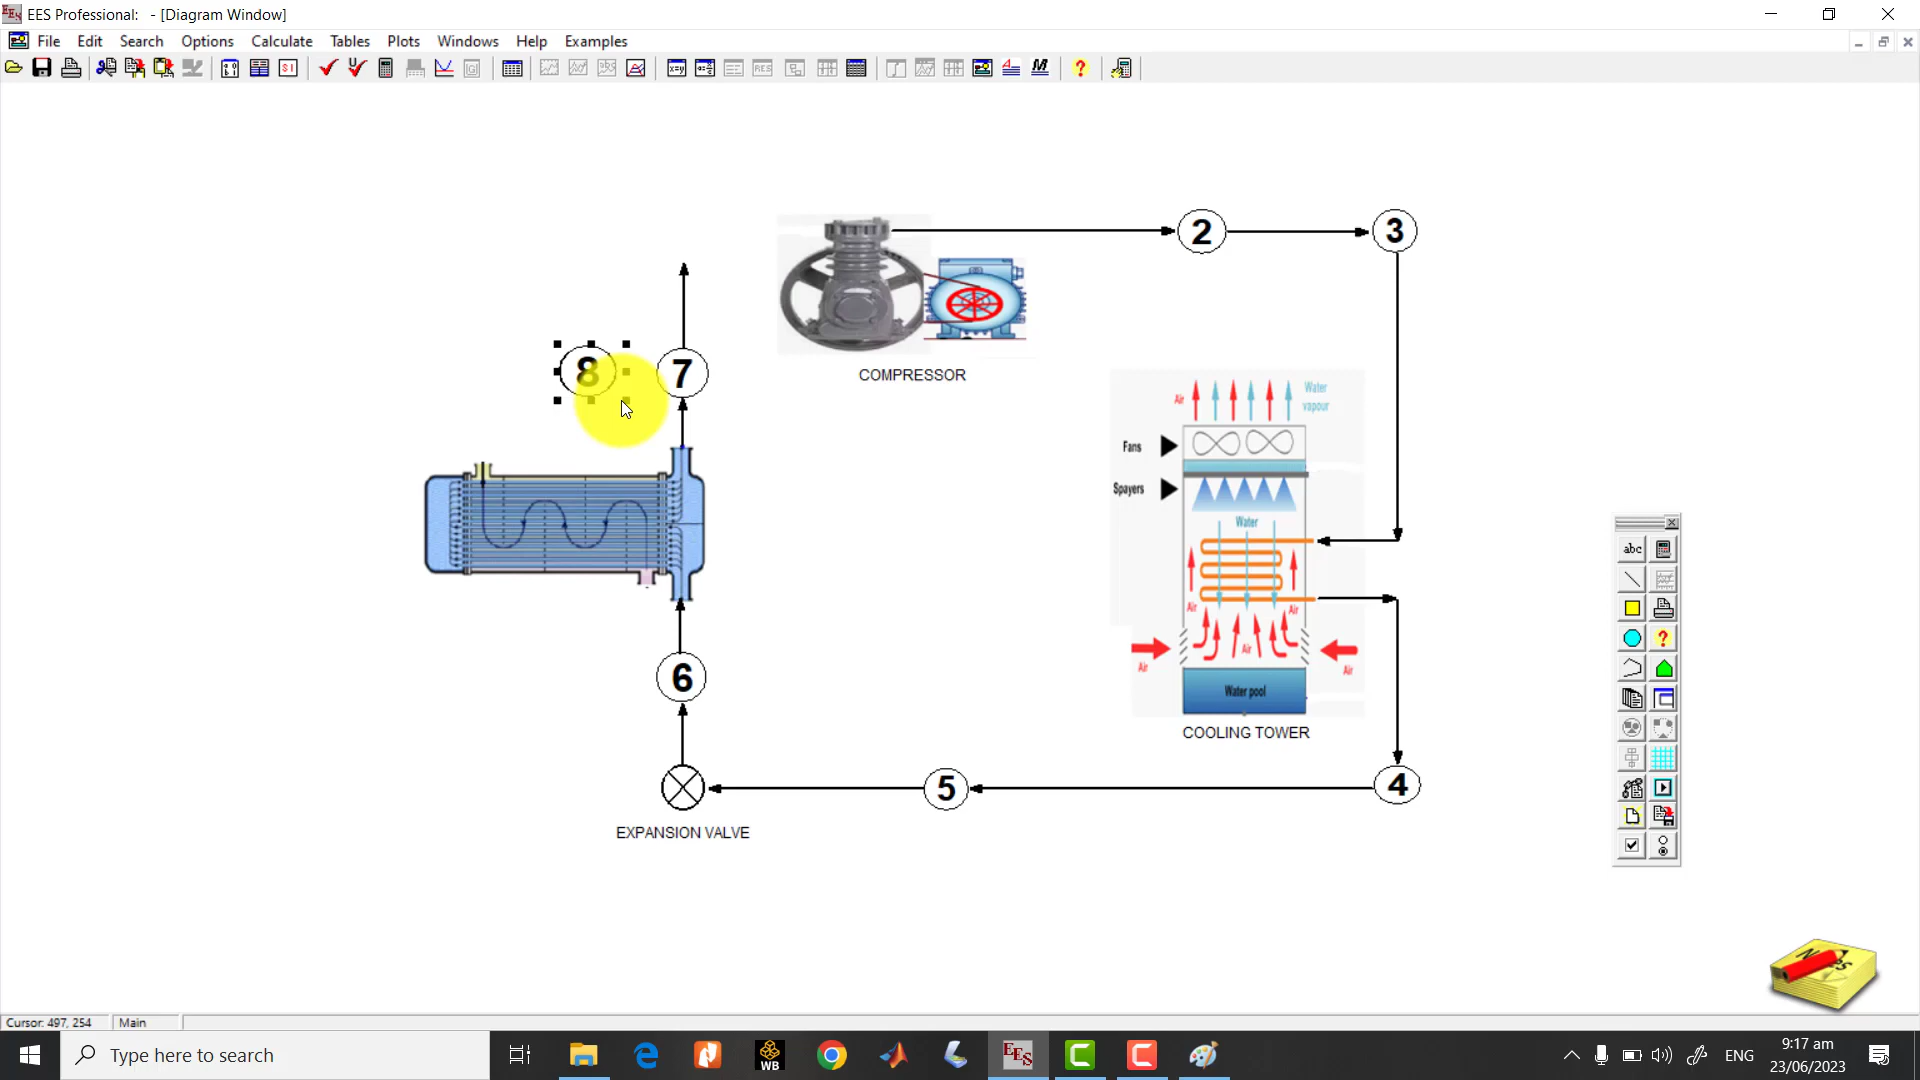 EES Professional: - [Diagram Window]
File Edit Search Options Calculate Tables Plots Windows Help Examples
2
3
8
7
COMPRESSOR
Air
Water
vapour
Fans
Spayers
Water
Air
Air
Air
Air
Air
Water pool
6
COOLING TOWER
5
4
EXPANSION VALVE
abc
Cursor: 497, 254 Main
Type here to search
WB
EES
ENG
9:17 am
23/06/2023